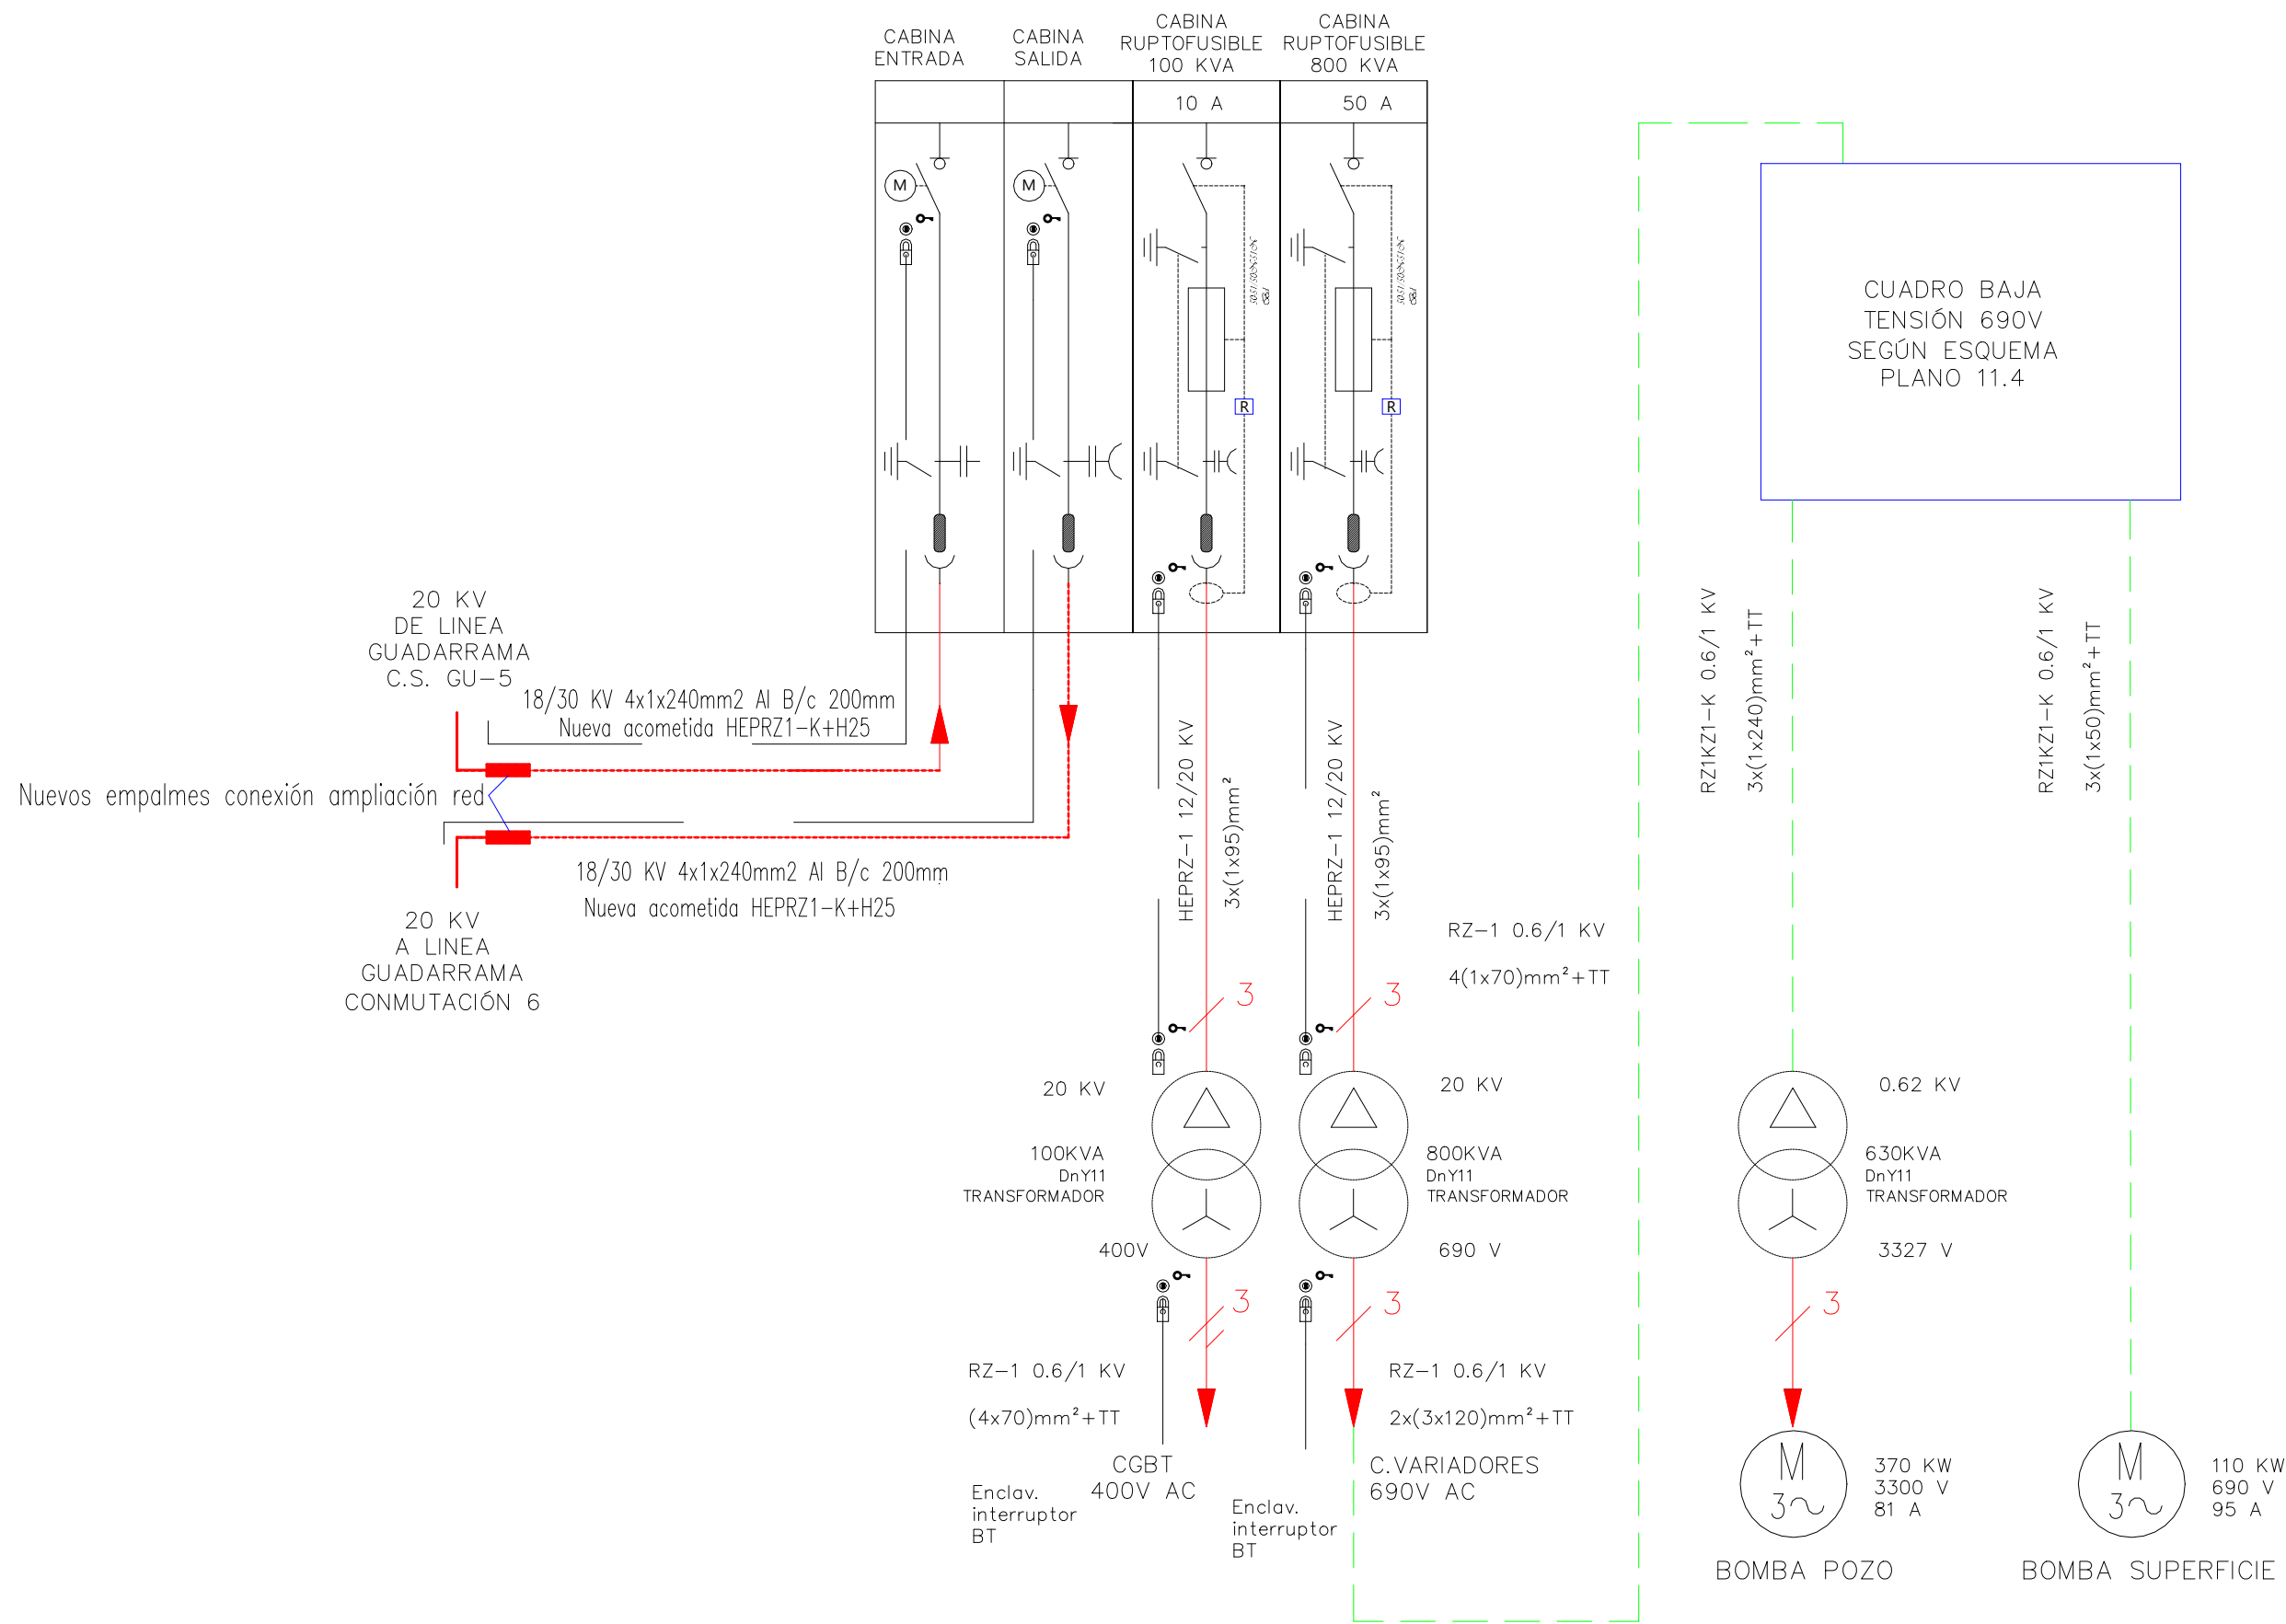 CABINA
ENTRADA
CABINA
SALIDA
CABINA
RUPTOFUSIBLE
100 KVA
CABINA
RUPTOFUSIBLE
800 KVA
10 A
50 A
M
M
R
R
CUADRO BAJA
TENSIÓN 690V
SEGÚN ESQUEMA
PLANO 11.4
20 KV
DE LINEA
GUADARRAMA
C.S. GU-5
18/30 KV 4x1x240mm2 Al B/c 200mm
Nueva acometida HEPRZ1-K+H25
Nuevos empalmes conexión ampliación red
18/30 KV 4x1x240mm2 Al B/c 200mm
Nueva acometida HEPRZ1-K+H25
20 KV
A LINEA
GUADARRAMA
CONMUTACIÓN 6
HEPRZ-1 12/20 KV
3x(1x95)mm²
HEPRZ-1 12/20 KV
3x(1x95)mm²
RZ1KZ1-K 0.6/1 KV
3x(1x240)mm²+TT
RZ1KZ1-K 0.6/1 KV
3x(1x50)mm²+TT
RZ-1 0.6/1 KV
4(1x70)mm²+TT
3
3
20 KV
100KVA
DnY11
TRANSFORMADOR
400V
20 KV
800KVA
DnY11
TRANSFORMADOR
690 V
0.62 KV
630KVA
DnY11
TRANSFORMADOR
3327 V
3
3
3
RZ-1 0.6/1 KV
(4x70)mm²+TT
RZ-1 0.6/1 KV
2x(3x120)mm²+TT
CGBT
400V AC
C.VARIADORES
690V AC
Enclav.
interruptor
BT
Enclav.
interruptor
BT
M
3~
370 KW
3300 V
81 A
M
3~
110 KW
690 V
95 A
BOMBA POZO
BOMBA SUPERFICIE